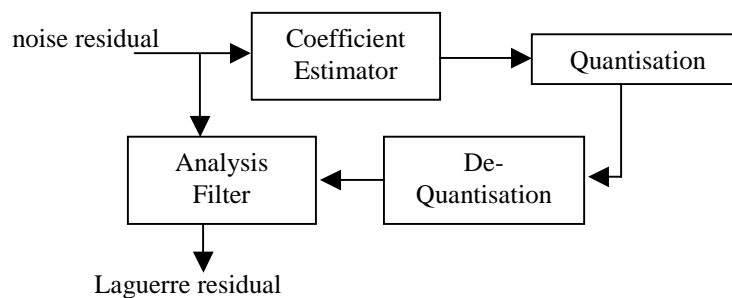 noise residual
Coefficient
Estimator
Quantisation
Analysis
Filter
De-
Quantisation
Laguerre residual